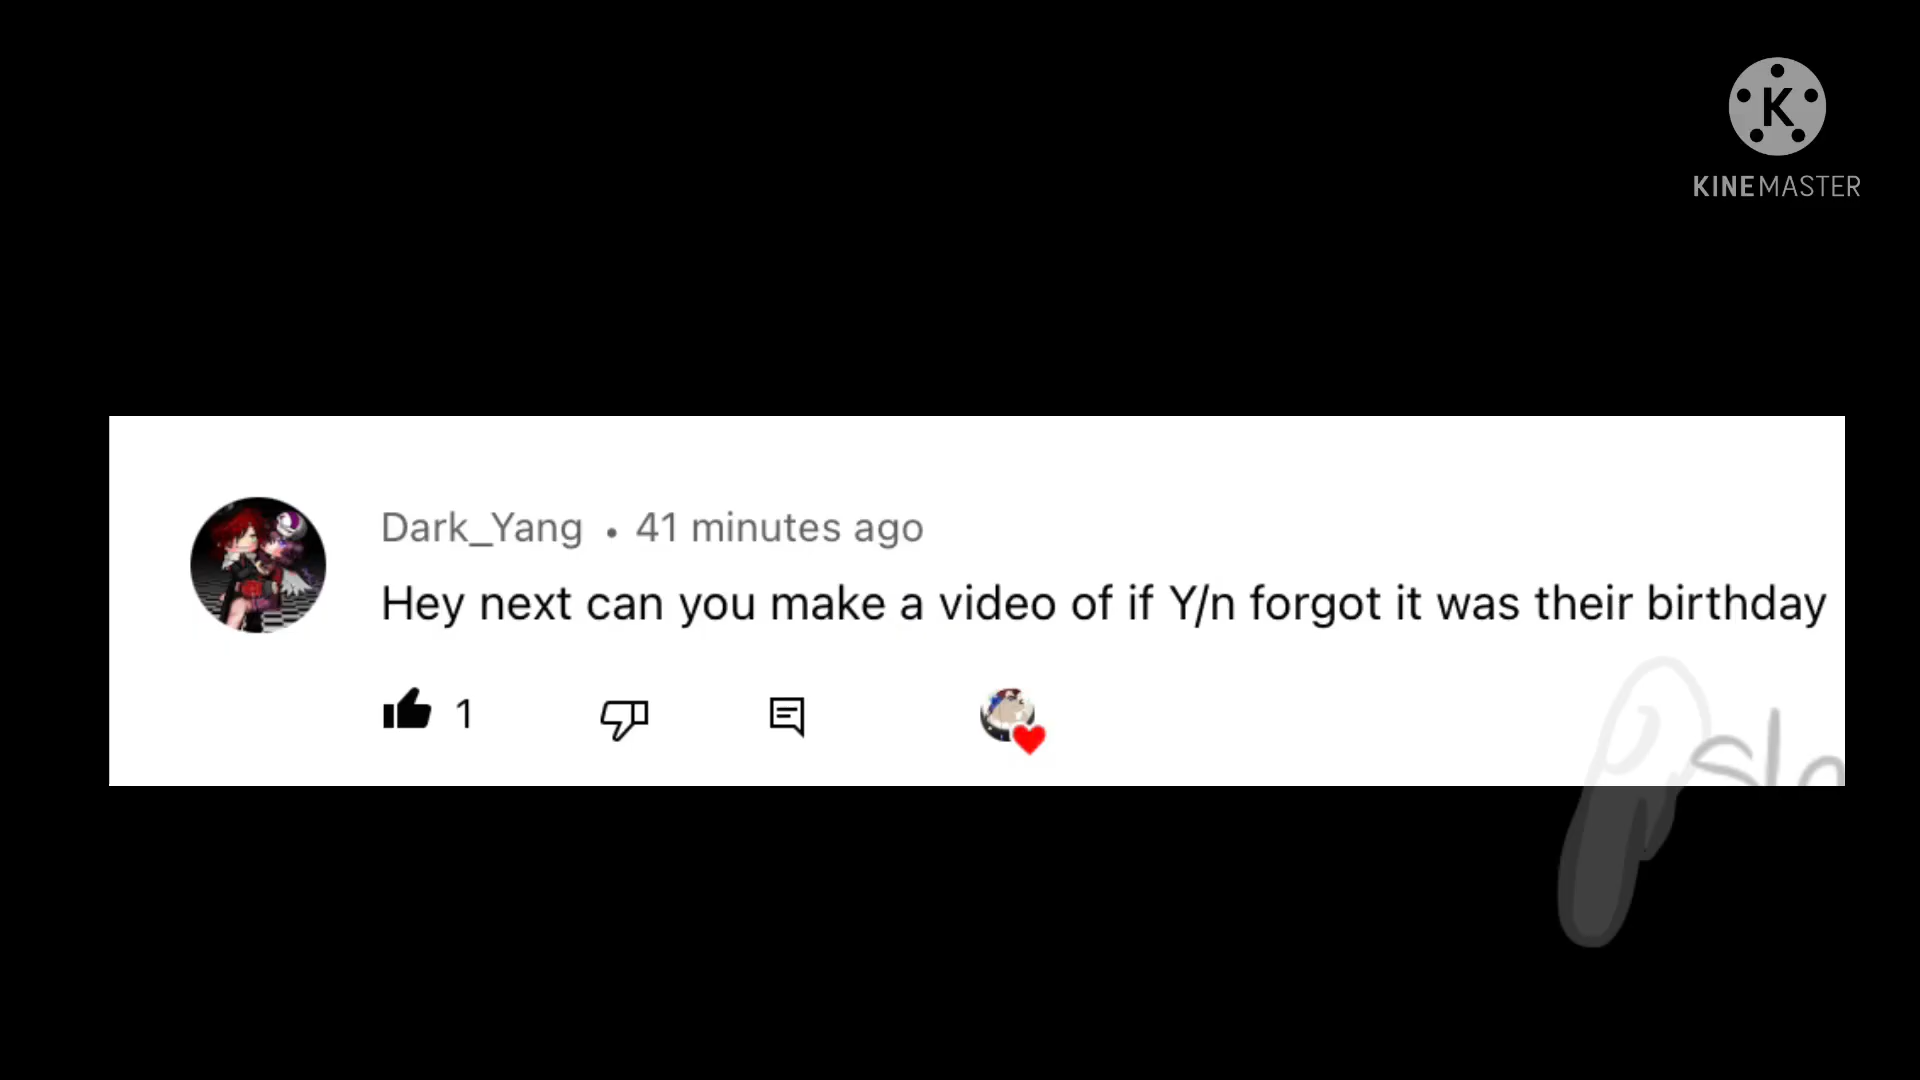 K
KINEMASTER
Dark_Yang • 41 minutes ago
Hey next can you make a video of if Y/n forgot it was their birthday
1